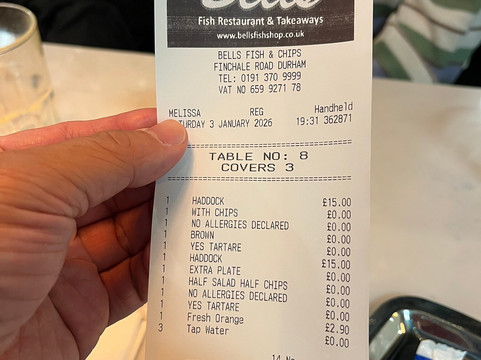 Bells
Fish Restaurant & Takeaways
www.bellsfishshop.co.uk
BELLS FISH & CHIPS
FINCHALE ROAD DURHAM
TEL: 0191 370 9999
VAT NO 659 9271 78
MELISSA REG Handheld
TURDAY 3 JANUARY 2026 19:31 362871
TABLE NO: 8
COVERS 3
1 HADDOCK £15.00
1 WITH CHIPS £0.00
1 NO ALLERGIES DECLARED £0.00
1 BROWN £0.00
1 YES TARTARE £0.00
1 HADDOCK £15.00
1 EXTRA PLATE £0.00
1 HALF SALAD HALF CHIPS £0.00
1 NO ALLERGIES DECLARED £0.00
1 YES TARTARE £0.00
1 Fresh Orange £2.90
3 Tap Water £0.00